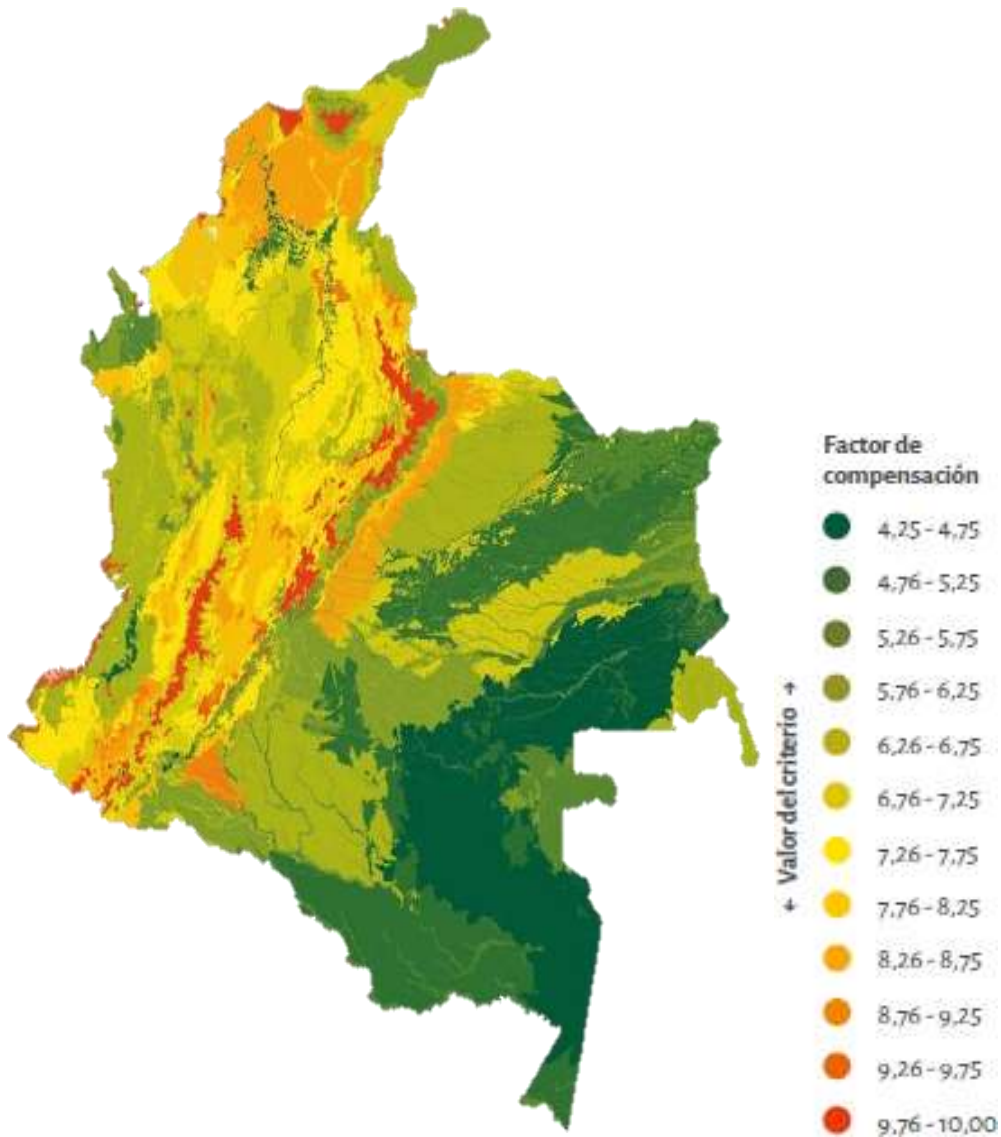 Factor de
compensación
4,25 - 4,75
4,76 - 5,25
5,26 - 5,75
5,76 - 6,25
6,26 - 6,75
6,76 - 7,25
7,26 - 7,75
7,76 - 8,25
8,26 - 8,75
8,76 - 9,25
9,26 - 9,75
9,76 - 10,00
← Valor del criterio →